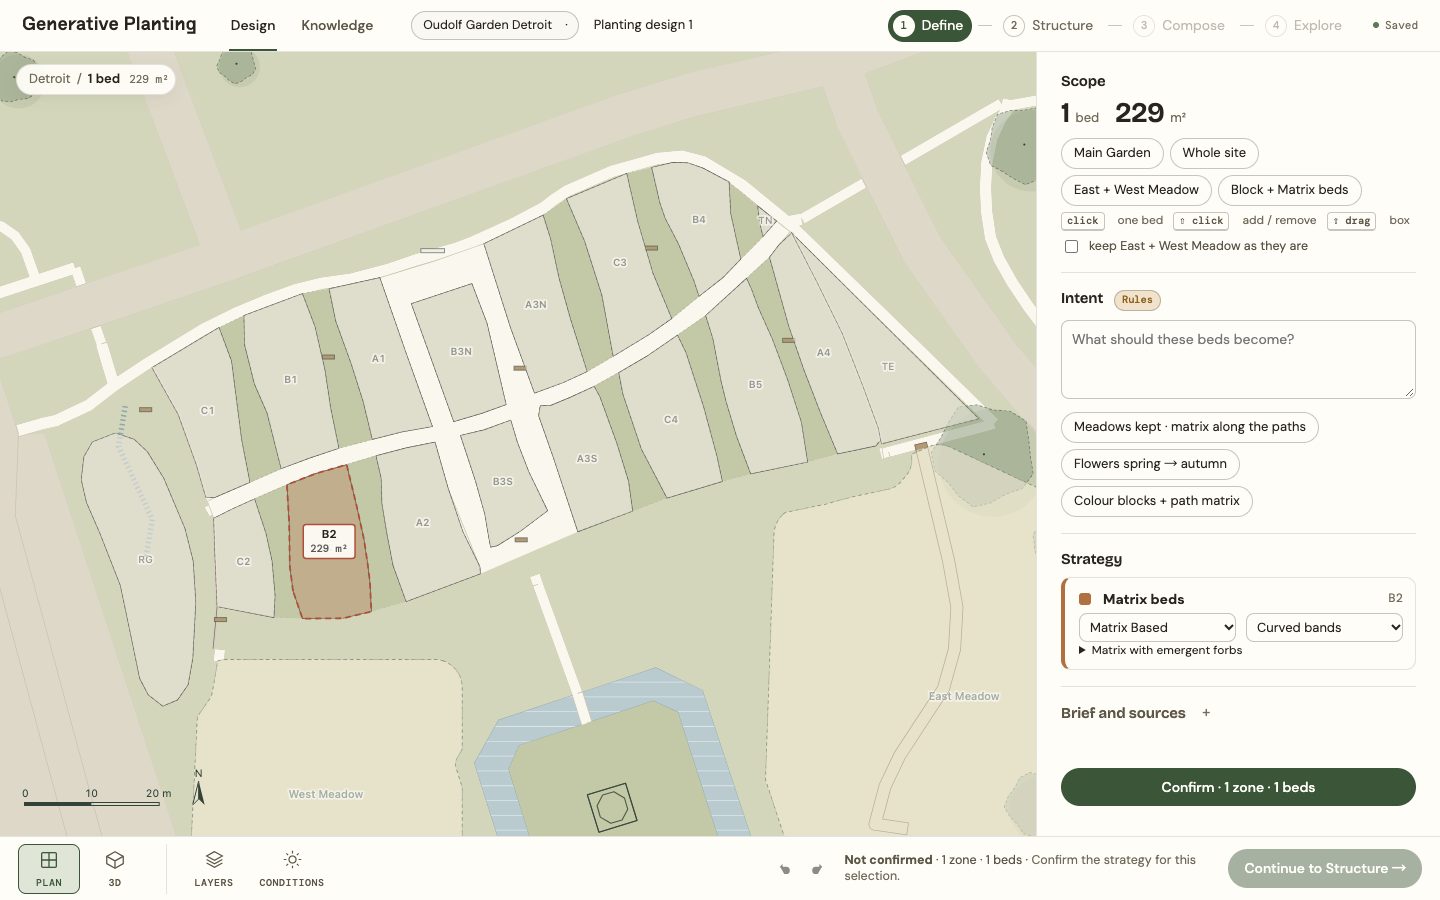 Generative Planting
Design
Knowledge
Oudolf Garden Detroit ·
Planting design 1
1 Define
2 Structure
3 Compose
4 Explore
Saved
Detroit / 1 bed 229 m²
B4
TN
C3
A3N
B3N
A1
B1
C1
A4
TE
B5
C4
A3S
B3S
A2
B2
229 m²
C2
RG
East Meadow
West Meadow
N
0 10 20 m
Scope
1 bed 229 m²
Main Garden
Whole site
East + West Meadow
Block + Matrix beds
click one bed ⇧ click add / remove ⇧ drag box
keep East + West Meadow as they are
Intent Rules
What should these beds become?
Meadows kept · matrix along the paths
Flowers spring → autumn
Colour blocks + path matrix
Strategy
Matrix beds B2
Matrix Based
Curved bands
Matrix with emergent forbs
Brief and sources +
Confirm · 1 zone · 1 beds
PLAN
3D
LAYERS
CONDITIONS
Not confirmed · 1 zone · 1 beds · Confirm the strategy for this
selection.
Continue to Structure →